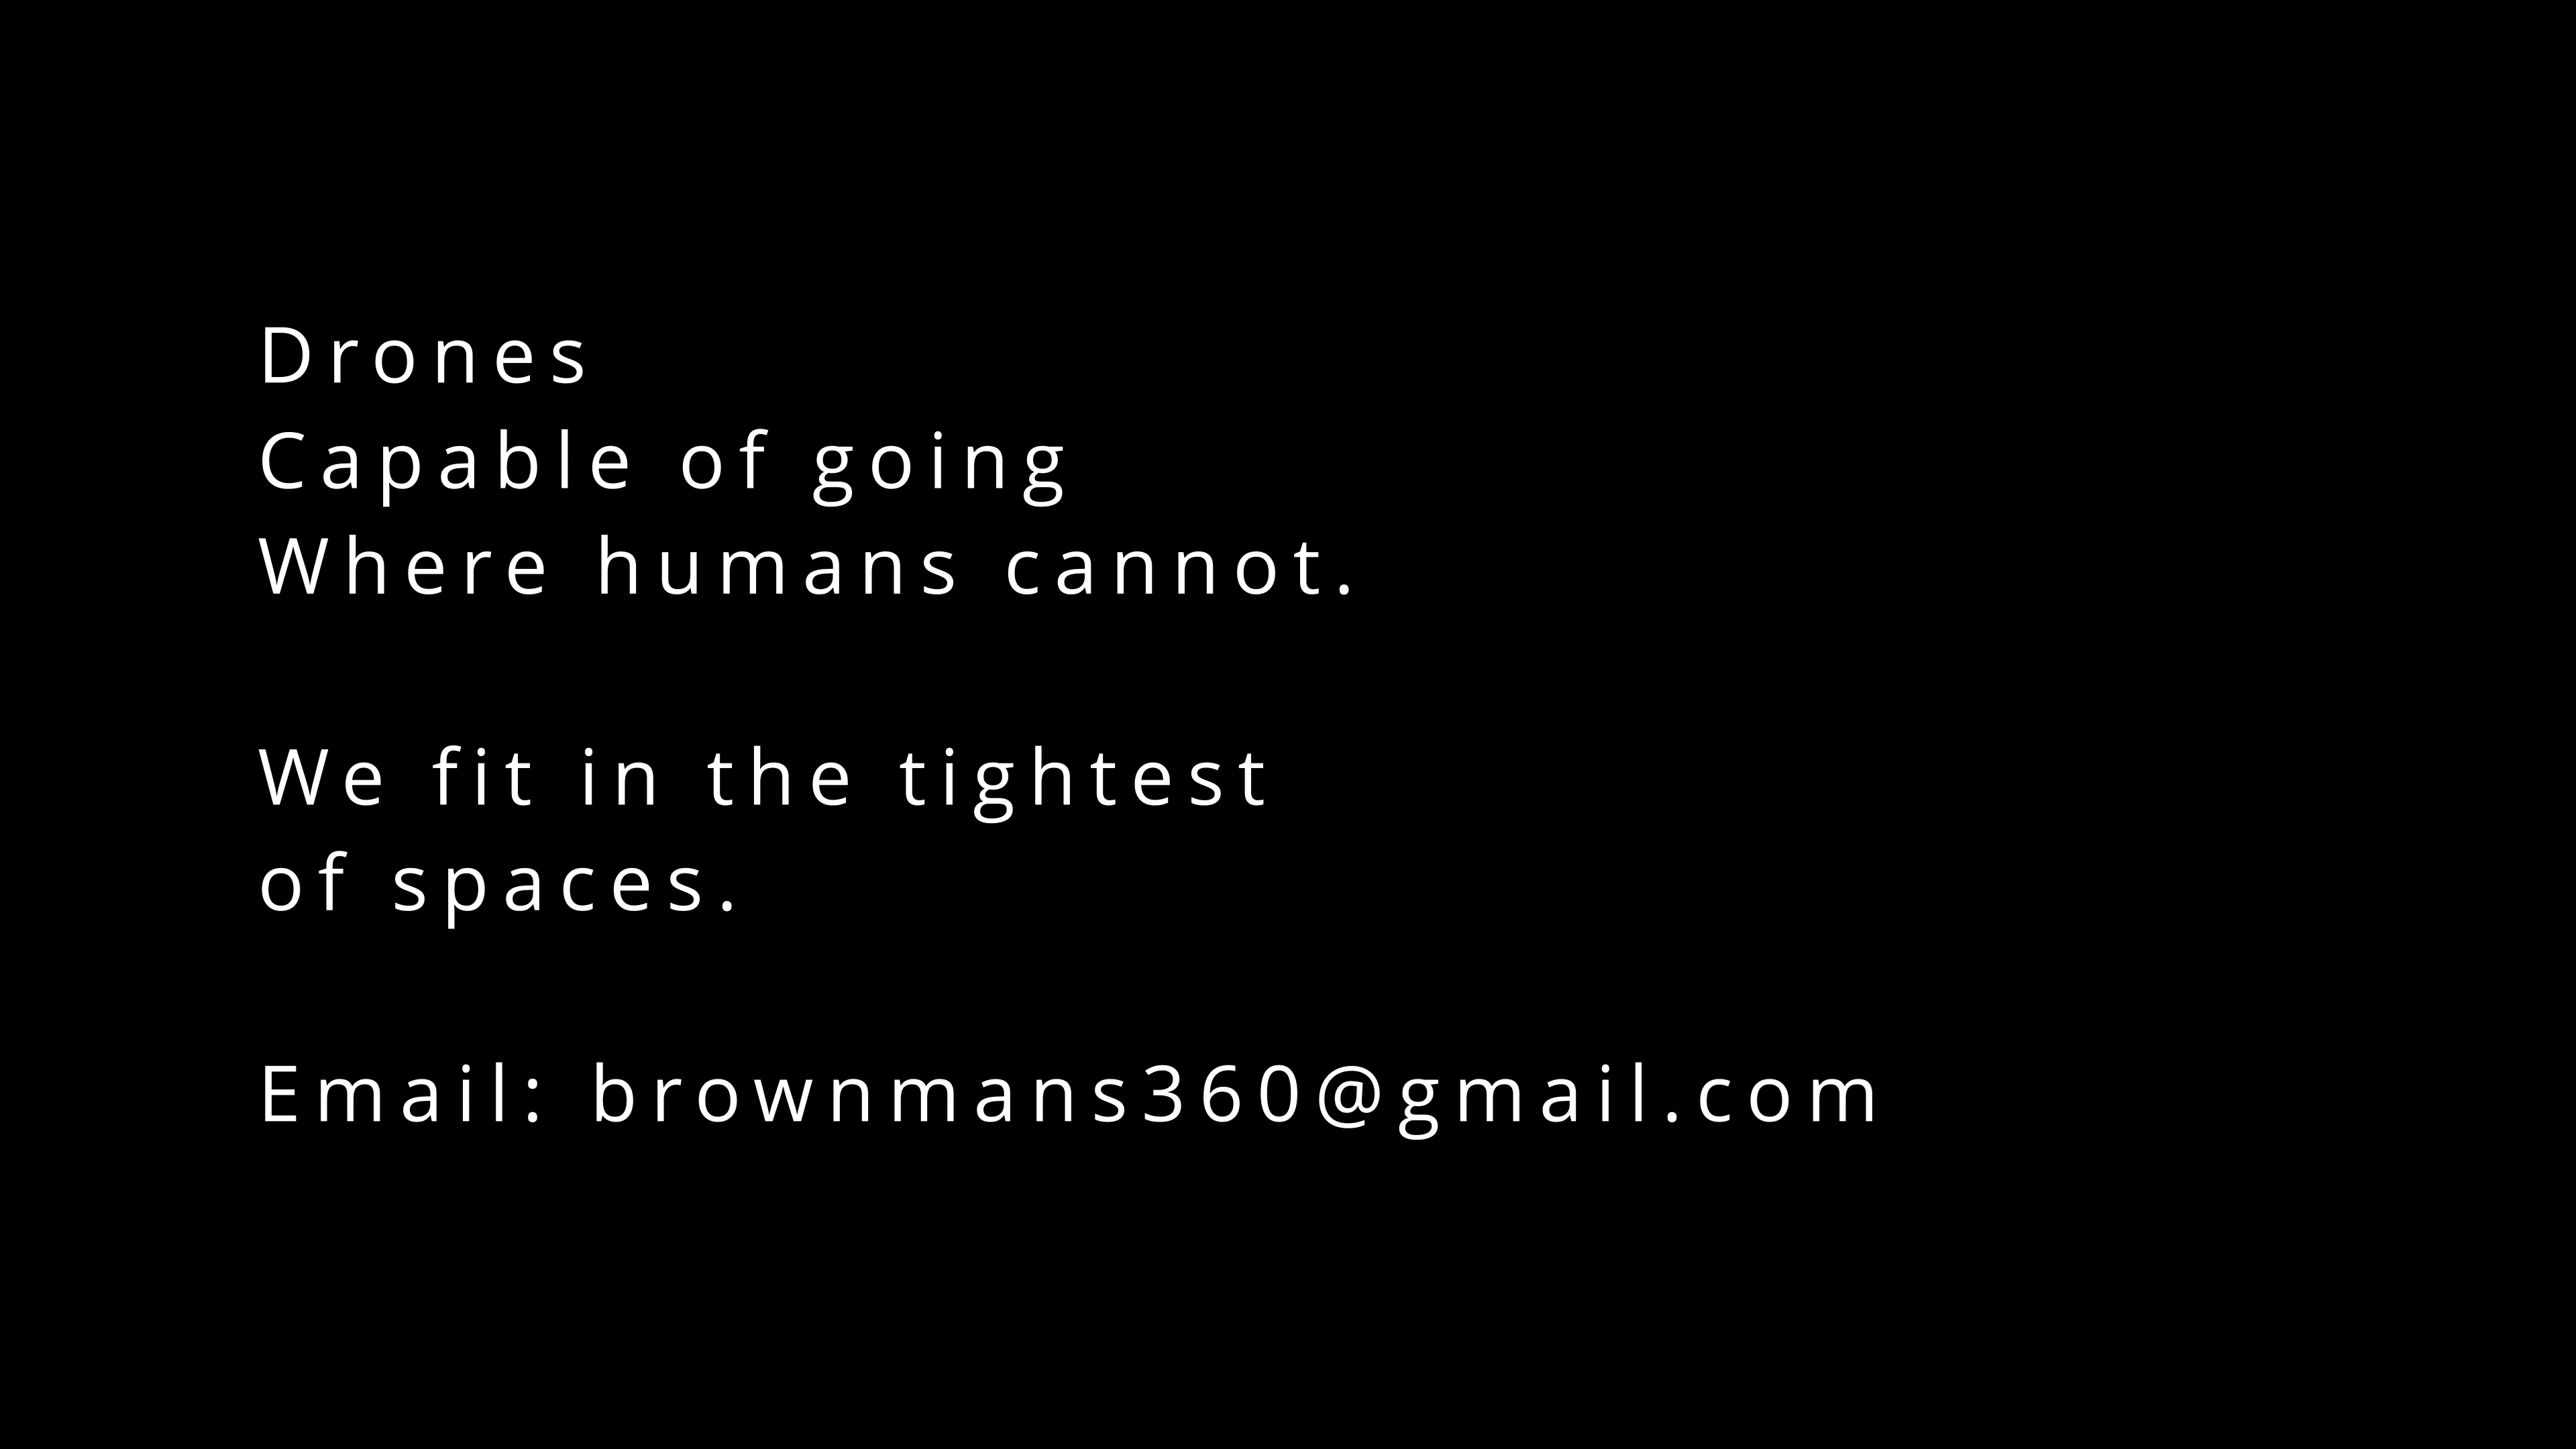 Drones
Capable of going
Where humans cannot.
We fit in the tightest
of spaces.
Email: brownmans360@gmail.com